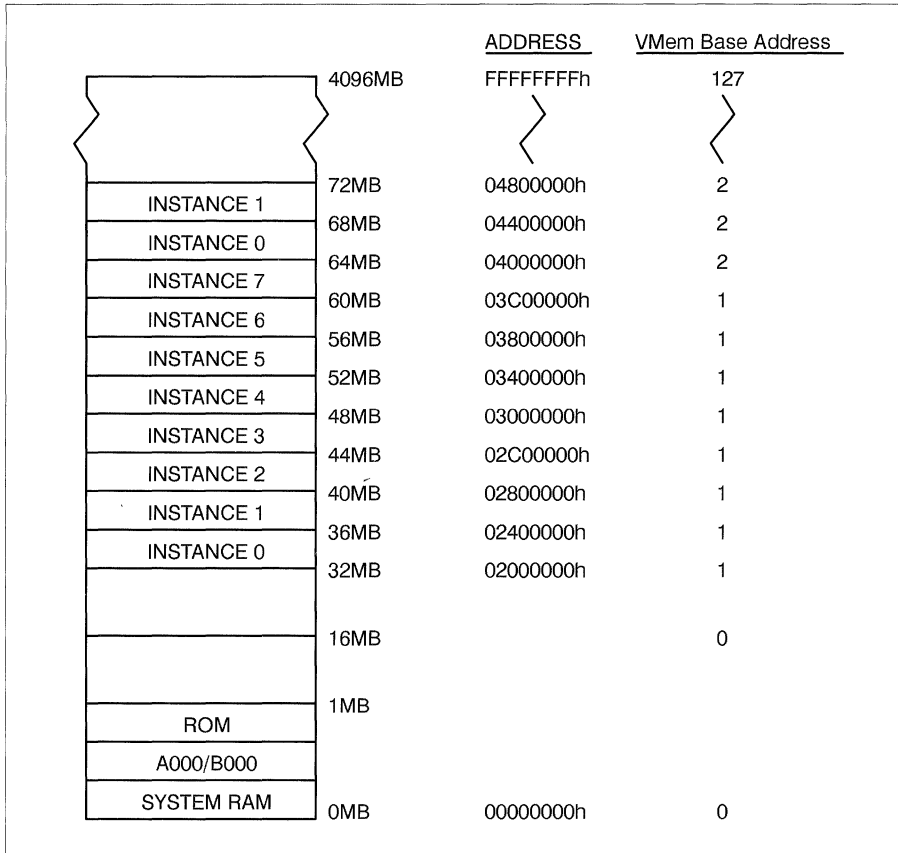 ADDRESS VMem Base Address
4096MB FFFFFFFFh 127
72MB 04800000h 2
INSTANCE 1
68MB 04400000h 2
INSTANCE 0
64MB 04000000h 2
INSTANCE 7
60MB 03C00000h 1
INSTANCE 6
56MB 03800000h 1
INSTANCE 5
52MB 03400000h 1
INSTANCE 4
48MB 03000000h 1
INSTANCE 3
44MB 02C00000h 1
INSTANCE 2
40MB 02800000h 1
INSTANCE 1
36MB 02400000h 1
INSTANCE 0
32MB 02000000h 1
16MB 0
1MB
ROM
A000/B000
SYSTEM RAM
0MB 00000000h 0